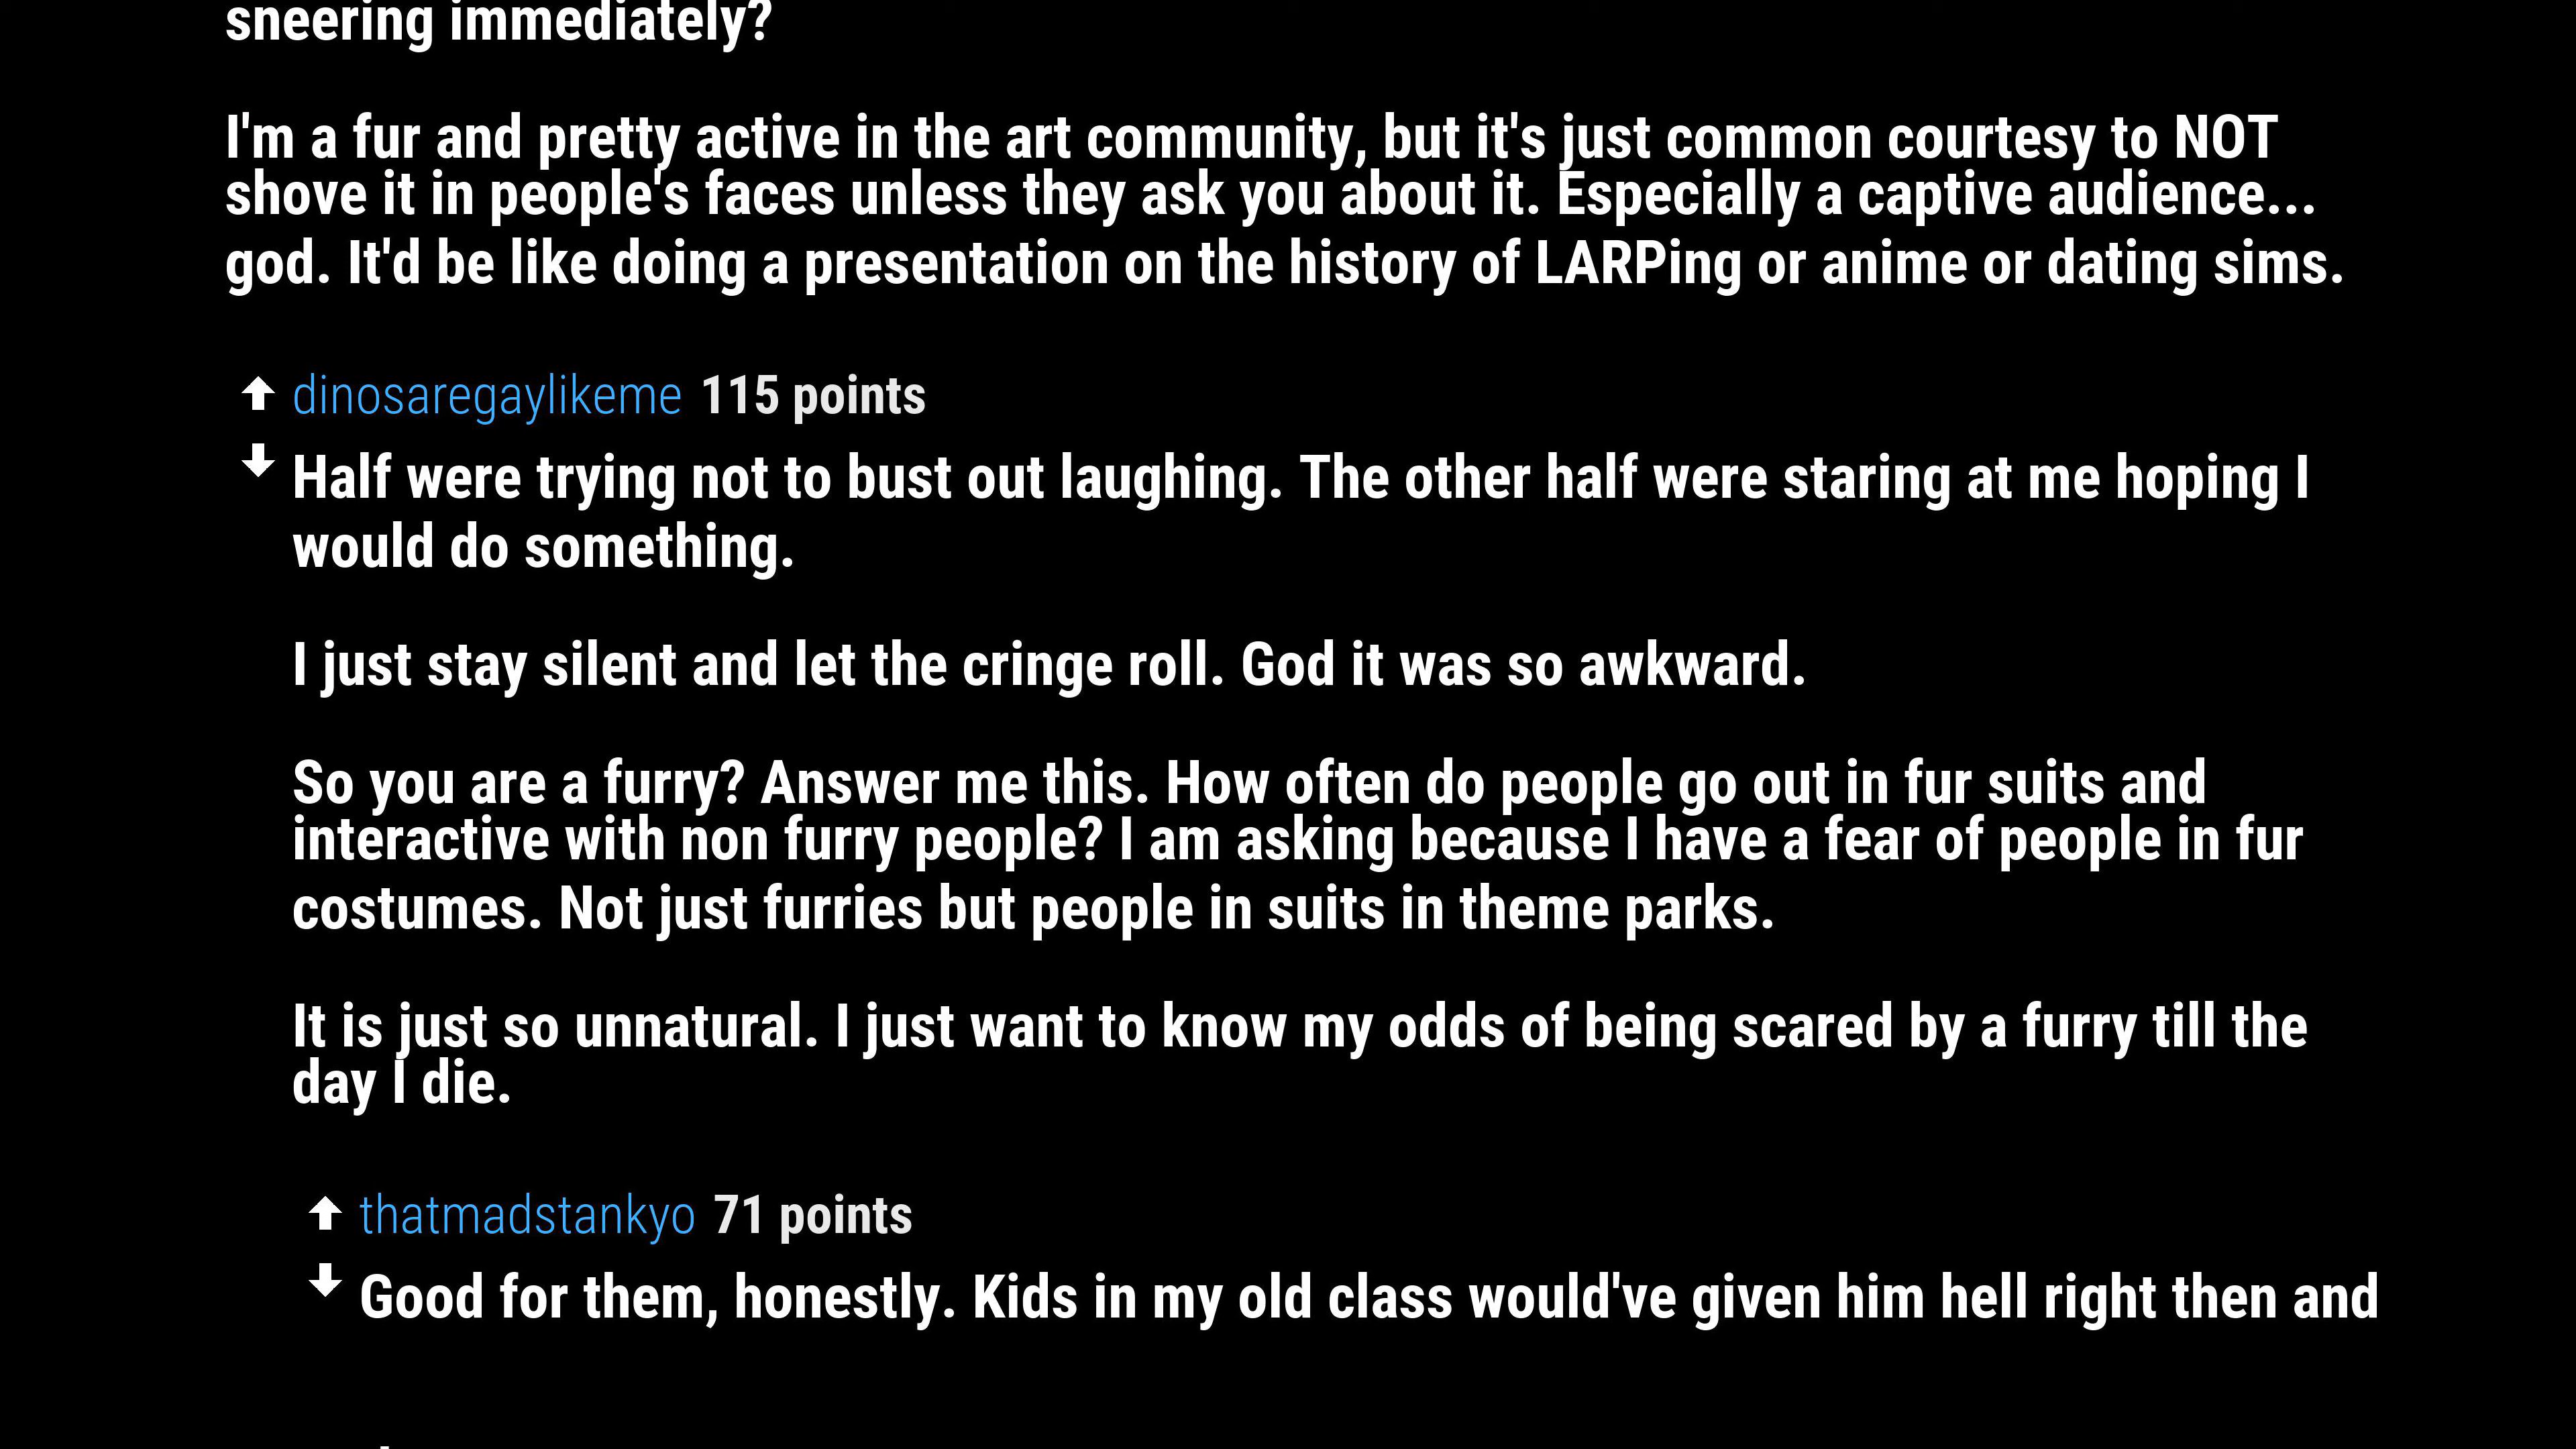 sneering immediately?
I'm a fur and pretty active in the art community, but it's just common courtesy to NOT
shove it in people's faces unless they ask you about it. Especially a captive audience...
god. It'd be like doing a presentation on the history of LARPing or anime or dating sims.
dinosaregaylikeme 115 points
Half were trying not to bust out laughing. The other half were staring at me hoping I
would do something.
I just stay silent and let the cringe roll. God it was so awkward.
So you are a furry? Answer me this. How often do people go out in fur suits and
interactive with non furry people? I am asking because I have a fear of people in fur
costumes. Not just furries but people in suits in theme parks.
It is just so unnatural. I just want to know my odds of being scared by a furry till the
day I die.
thatmadstankyo 71 points
Good for them, honestly. Kids in my old class would've given him hell right then and